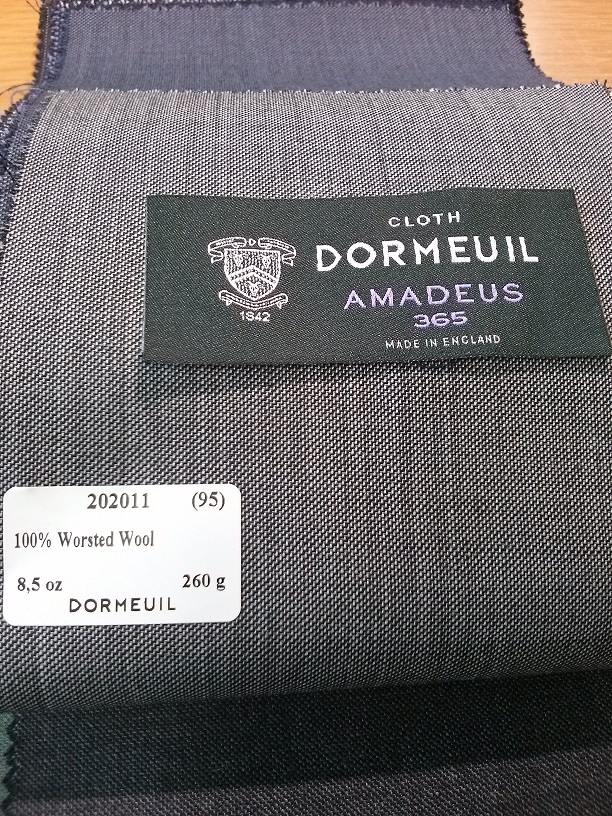 CLOTH
DORMEUIL
AMADEUS
365
MADE IN ENGLAND
D
1842
202011 (95)
100% Worsted Wool
8,5 oz 260 g
DORMEUIL